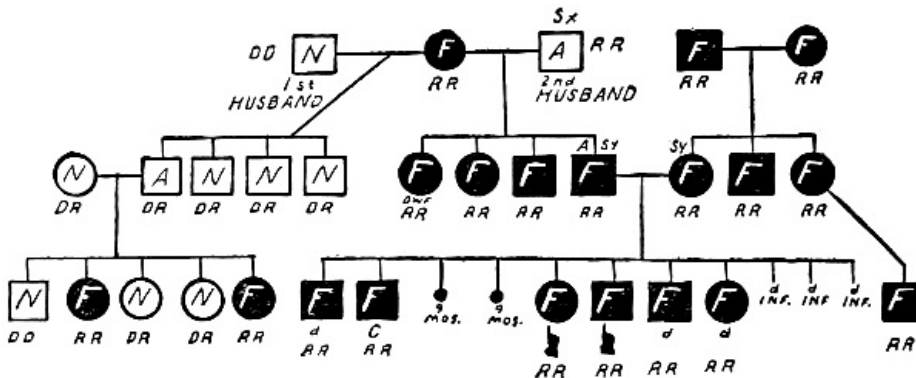 Sx
DD N F A RR F F
1st RR 2nd RR RR
HUSBAND HUSBAND
A Sy Sy
N A N N N F F F F F F F
DR DR DR DR DR DWF RR RR RR RR RR RR
RR
N F N N F F F 9 9 F F F F d d d F
MOS. MOS. INF. INF INF.
DD RR DR DR RR d C d d RR
RR RR RR RR RR RR